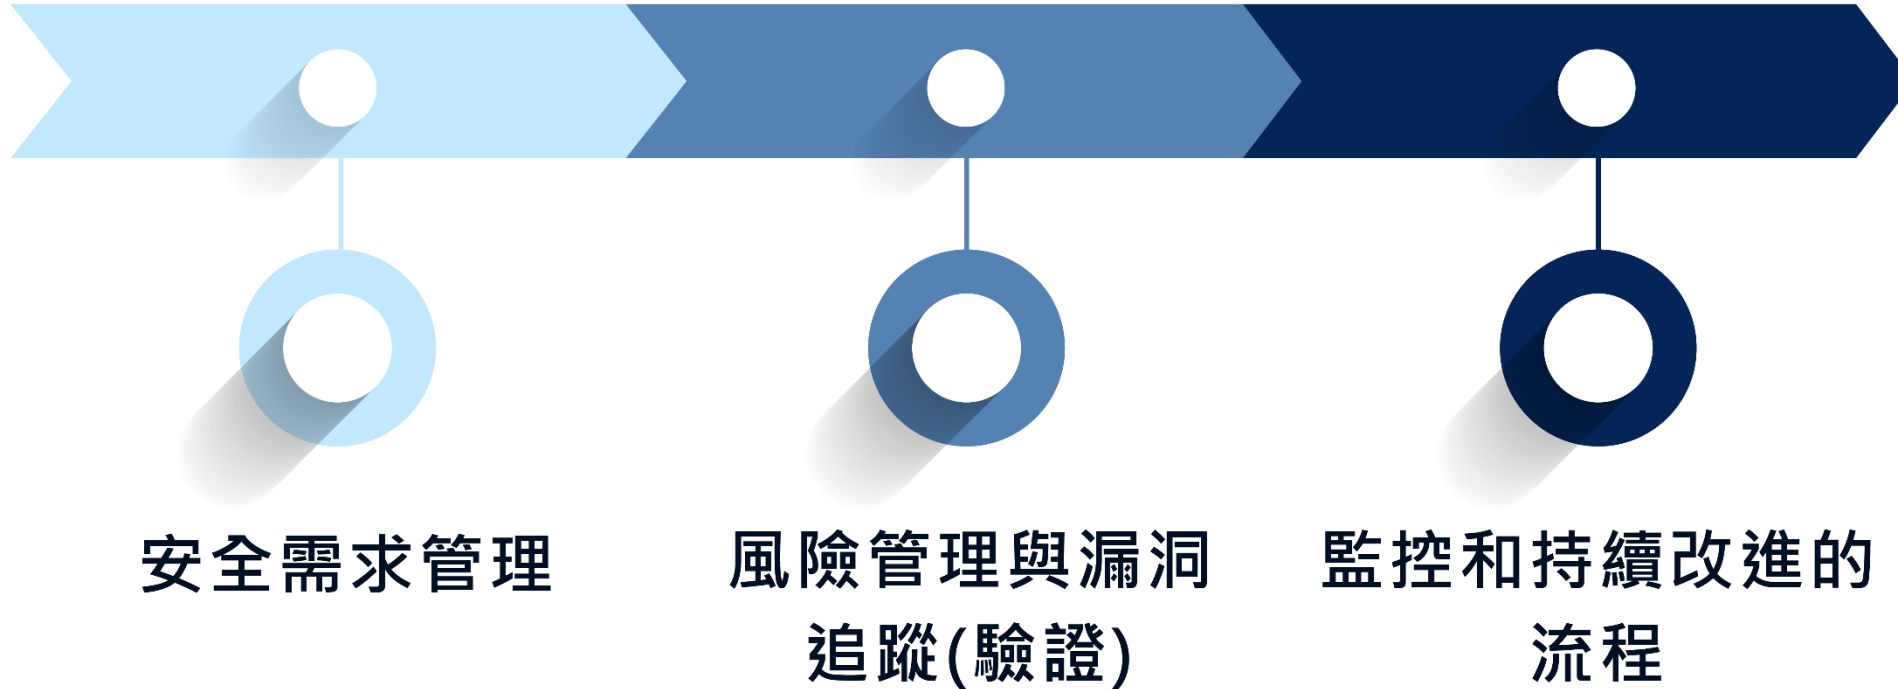 安全需求管理
風險管理與漏洞
追蹤(驗證)
監控和持續改進的
流程